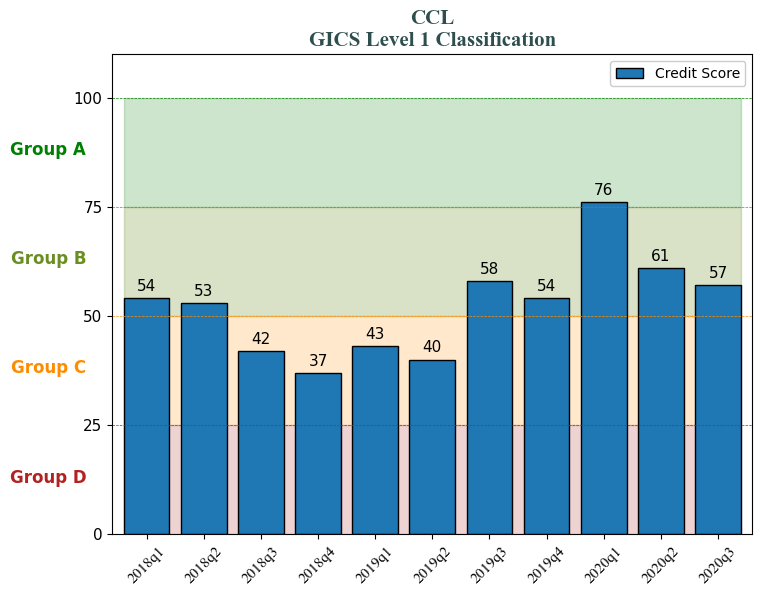 CCL
GICS Level 1 Classification
Credit Score
100
Group A
75
Group B
50
Group C
25
Group D
0
54
53
42
37
43
40
58
54
76
61
57
2018q1
2018q2
2018q3
2018q4
2019q1
2019q2
2019q3
2019q4
2020q1
2020q2
2020q3